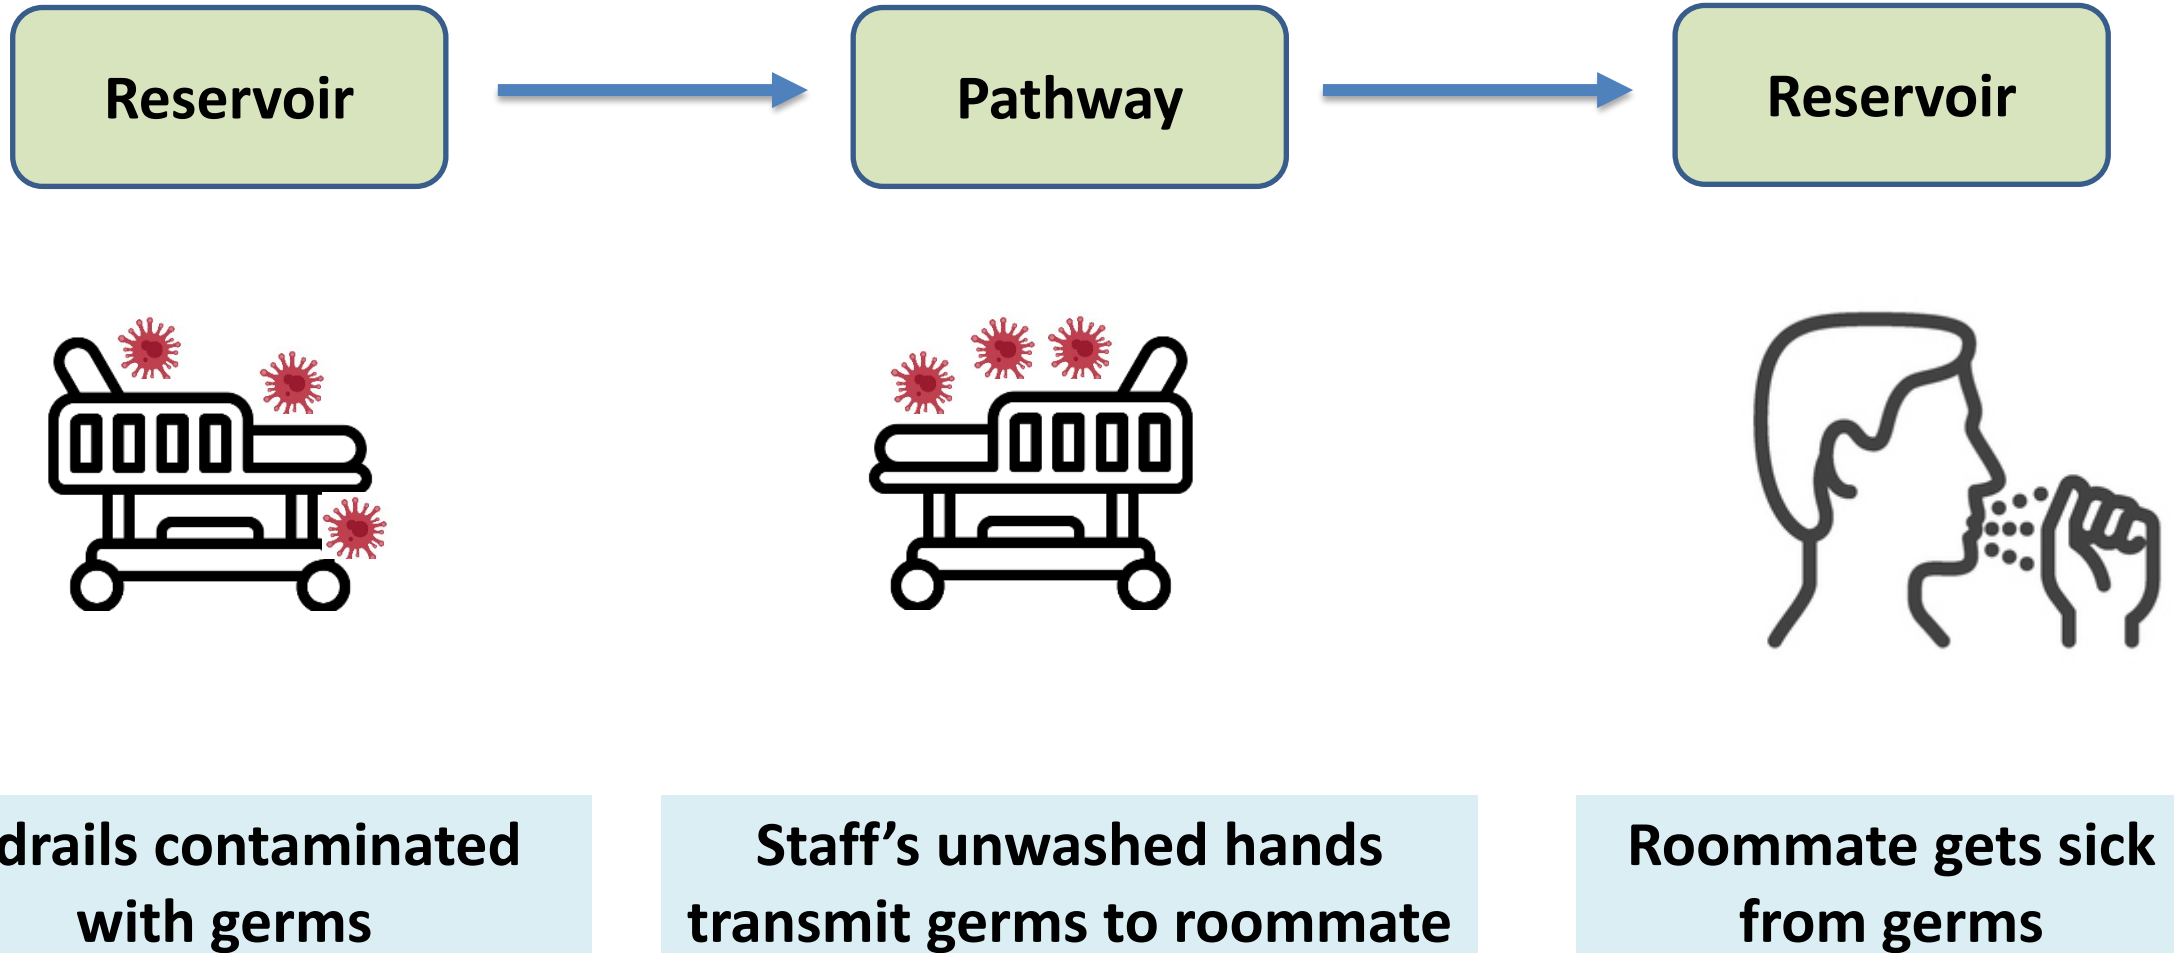 Reservoir
Pathway
Reservoir
drails contaminated
with germs
Staff’s unwashed hands
transmit germs to roommate
Roommate gets sick
from germs